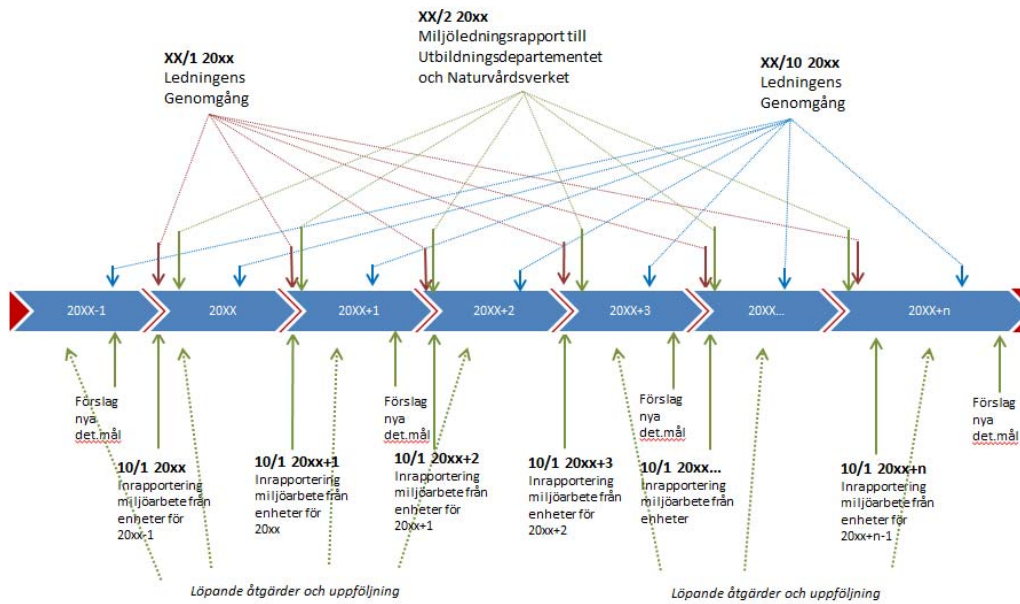 XX/2 20xx
Miljöledningsrapport till
Utbildningsdepartementet
och Naturvårdsverket
XX/1 20xx
Ledningens
Genomgång
XX/10 20xx
Ledningens
Genomgång
20XX-1
20XX
20XX+1
20XX+2
20XX+3
20XX...
20XX+n
Förslag
nya
det.mål
Förslag
nya
det.mål
Förslag
nya
det.mål
Förslag
nya
det.mål
10/1 20xx
Inrapportering
miljöarbete från
enheter för
20xx-1
10/1 20xx+1
Inrapportering
miljöarbete från
enheter för
20xx
10/1 20xx+2
Inrapportering
miljöarbete från
enheter för
20xx+1
10/1 20xx+3
Inrapportering
miljöarbete från
enheter för
20xx+2
10/1 20xx...
Inrapportering
miljöarbete från
enheter
10/1 20xx+n
Inrapportering
miljöarbete från
enheter för
20xx+n-1
Löpande åtgärder och uppföljning
Löpande åtgärder och uppföljning